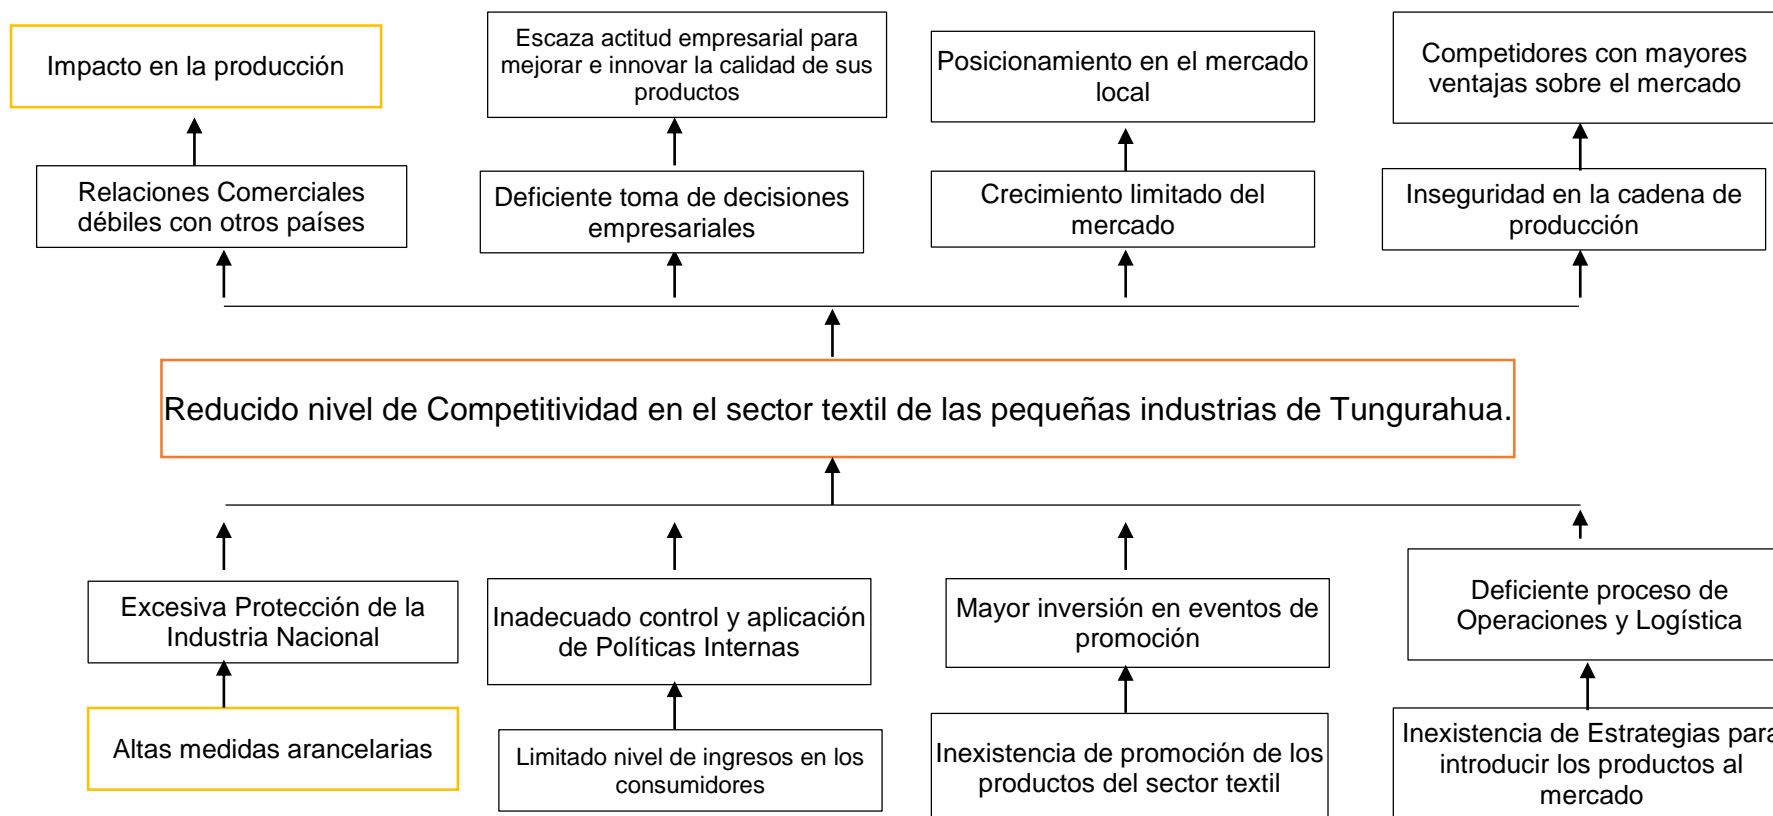 Impacto en la producción
Escaza actitud empresarial para
mejorar e innovar la calidad de sus
productos
Posicionamiento en el mercado
local
Competidores con mayores
ventajas sobre el mercado
Relaciones Comerciales
débiles con otros países
Deficiente toma de decisiones
empresariales
Crecimiento limitado del
mercado
Inseguridad en la cadena de
producción
Reducido nivel de Competitividad en el sector textil de las pequeñas industrias de Tungurahua.
Excesiva Protección de la
Industria Nacional
Inadecuado control y aplicación
de Políticas Internas
Mayor inversión en eventos de
promoción
Deficiente proceso de
Operaciones y Logística
Altas medidas arancelarias
Limitado nivel de ingresos en los
consumidores
Inexistencia de promoción de los
productos del sector textil
Inexistencia de Estrategias para
introducir los productos al
mercado